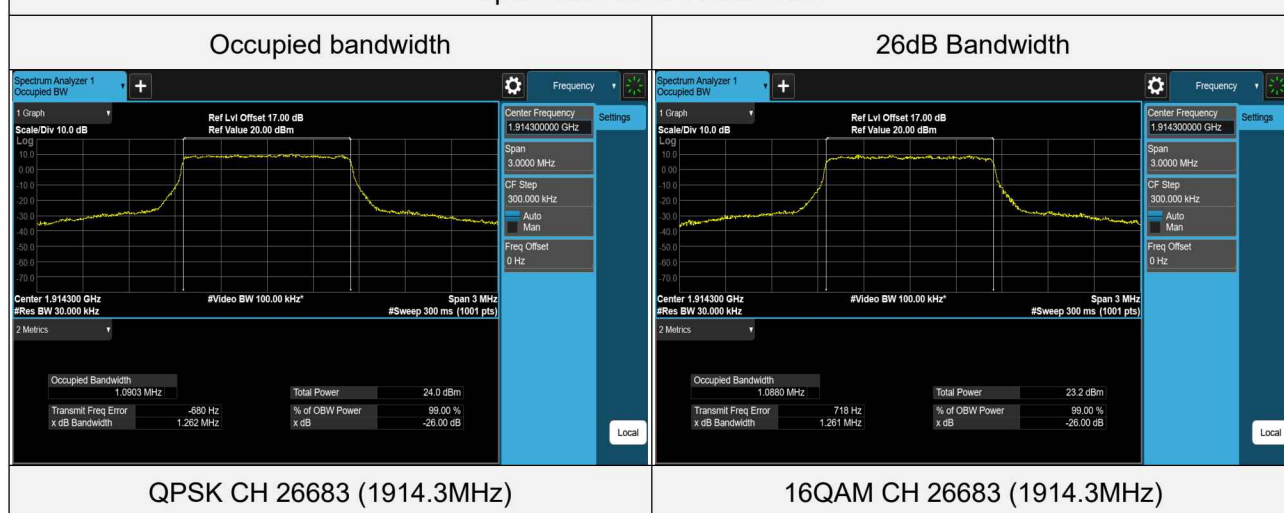 Occupied bandwidth
26dB Bandwidth
Spectrum Analyzer 1
Occupied BW
Frequency
1 Graph
Scale/Div 10.0 dB
Ref Lvl Offset 17.00 dB
Ref Value 20.00 dBm
Log
10.0
0.00
-10.0
-20.0
-30.0
-40.0
-50.0
-60.0
-70.0
Center 1.914300 GHz
#Res BW 30.000 kHz
#Video BW 100.00 kHz*
Span 3 MHz
#Sweep 300 ms (1001 pts)
Center Frequency
1.914300000 GHz
Settings
Span
3.0000 MHz
CF Step
300.000 kHz
Auto
Man
Freq Offset
0 Hz
2 Metrics
Occupied Bandwidth
1.0903 MHz
Total Power 24.0 dBm
Transmit Freq Error -680 Hz
% of OBW Power 99.00 %
x dB Bandwidth 1.262 MHz
x dB -26.00 dB
Local
Spectrum Analyzer 1
Occupied BW
Frequency
1 Graph
Scale/Div 10.0 dB
Ref Lvl Offset 17.00 dB
Ref Value 20.00 dBm
Log
10.0
0.00
-10.0
-20.0
-30.0
-40.0
-50.0
-60.0
-70.0
Center 1.914300 GHz
#Res BW 30.000 kHz
#Video BW 100.00 kHz*
Span 3 MHz
#Sweep 300 ms (1001 pts)
Center Frequency
1.914300000 GHz
Settings
Span
3.0000 MHz
CF Step
300.000 kHz
Auto
Man
Freq Offset
0 Hz
2 Metrics
Occupied Bandwidth
1.0880 MHz
Total Power 23.2 dBm
Transmit Freq Error 718 Hz
% of OBW Power 99.00 %
x dB Bandwidth 1.261 MHz
x dB -26.00 dB
Local
QPSK CH 26683 (1914.3MHz)
16QAM CH 26683 (1914.3MHz)